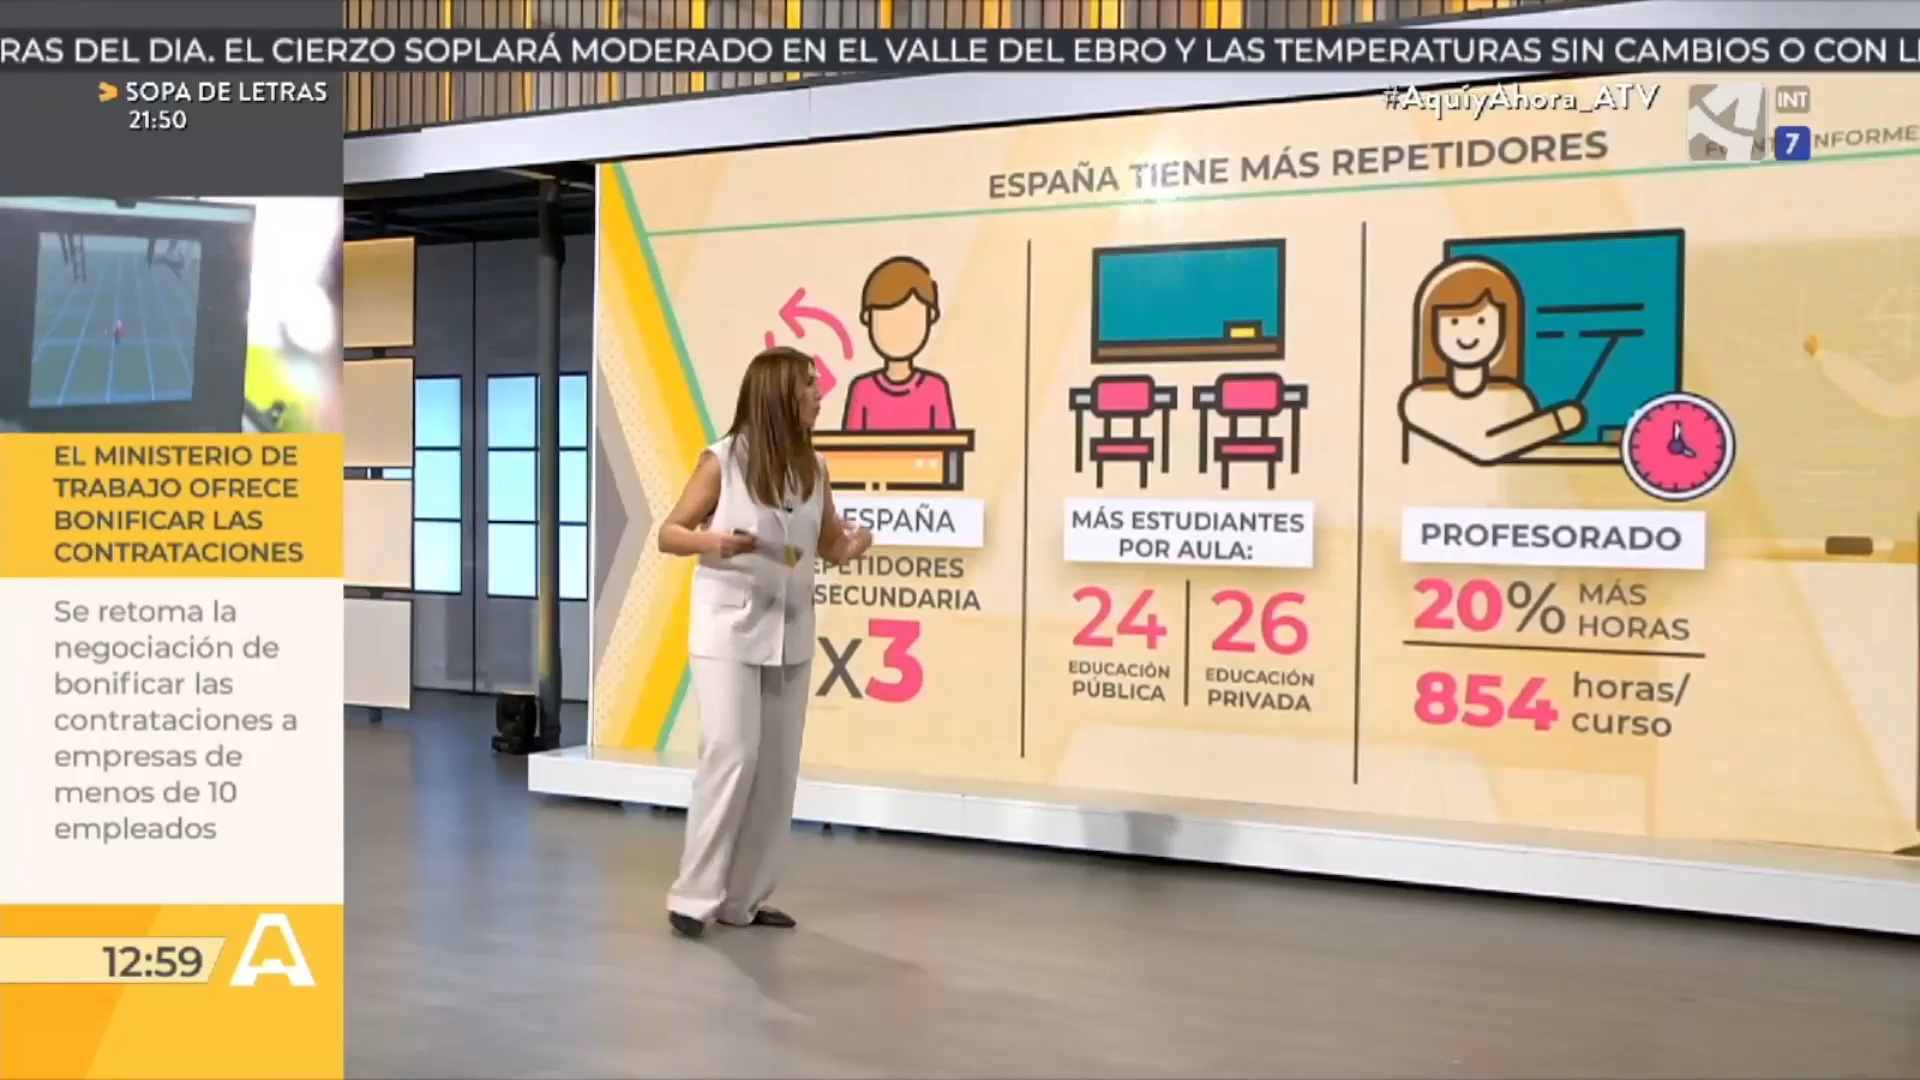 DEL DIA. EL CIERZO SOPLARÁ MODERADO EN EL VALLE DEL EBRO Y LAS TEMPERATURAS SIN CAMBIOS O CON
SOPA DE LETRAS
21:50
#AquíyAhora_ATV
INT
7
ESPAÑA TIENE MÁS REPETIDORES
EL MINISTERIO DE
TRABAJO OFRECE
BONIFICAR LAS
CONTRATACIONES
Se retoma la
negociación de
bonificar las
contrataciones a
empresas de
menos de 10
empleados
12:59
A
ESPAÑA
SECUNDARIA
X3
MÁS ESTUDIANTES
POR AULA:
24
EDUCACIÓN
PÚBLICA
26
EDUCACIÓN
PRIVADA
PROFESORADO
20% MÁS
HORAS
854 horas/
curso